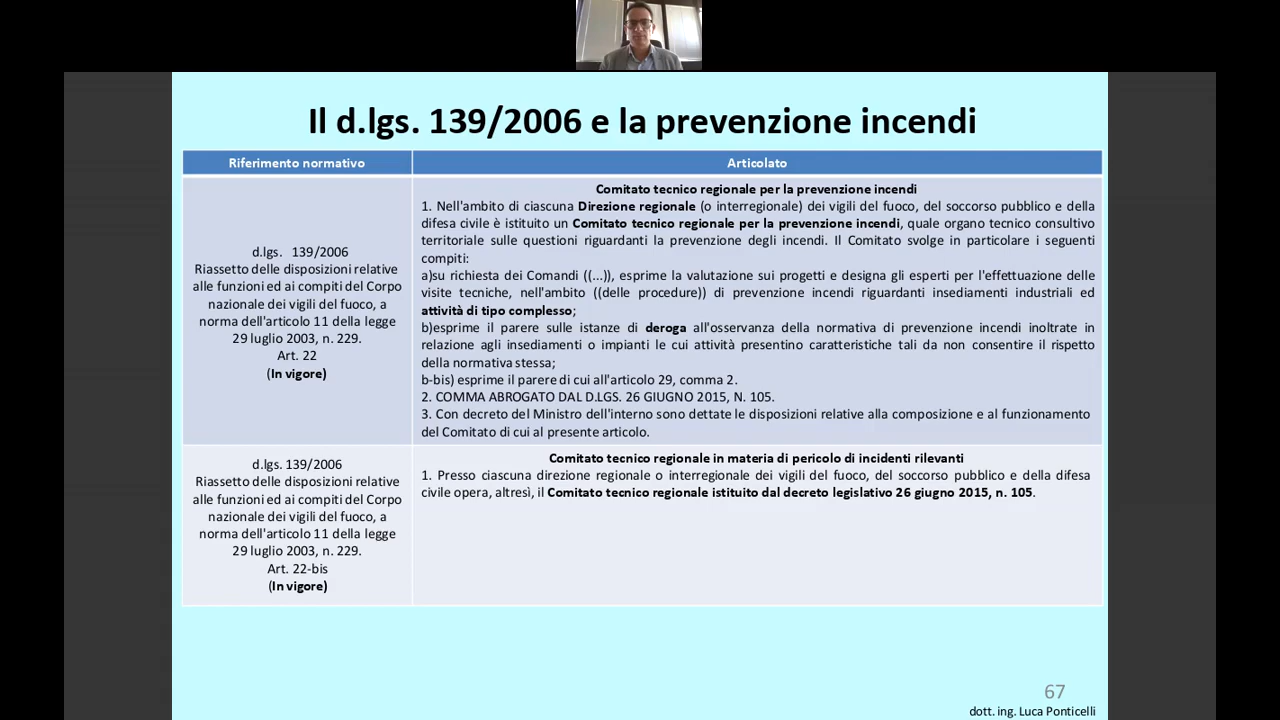 Il d.lgs. 139/2006 e la prevenzione incendi
Riferimento normativo
Articolato
d.lgs. 139/2006
Riassetto delle disposizioni relative
alle funzioni ed ai compiti del Corpo
nazionale dei vigili del fuoco, a
norma dell'articolo 11 della legge
29 luglio 2003, n. 229.
Art. 22
(In vigore)
Comitato tecnico regionale per la prevenzione incendi
1. Nell'ambito di ciascuna Direzione regionale (o interregionale) dei vigili del fuoco, del soccorso pubblico e della
difesa civile è istituito un Comitato tecnico regionale per la prevenzione incendi, quale organo tecnico consultivo
territoriale sulle questioni riguardanti la prevenzione degli incendi. Il Comitato svolge in particolare i seguenti
compiti:
a)su richiesta dei Comandi ((...)), esprime la valutazione sui progetti e designa gli esperti per l'effettuazione delle
visite tecniche, nell'ambito ((delle procedure)) di prevenzione incendi riguardanti insediamenti industriali ed
attività di tipo complesso;
b)esprime il parere sulle istanze di deroga all'osservanza della normativa di prevenzione incendi inoltrate in
relazione agli insediamenti o impianti le cui attività presentino caratteristiche tali da non consentire il rispetto
della normativa stessa;
b-bis) esprime il parere di cui all'articolo 29, comma 2.
2. COMMA ABROGATO DAL D.LGS. 26 GIUGNO 2015, N. 105.
3. Con decreto del Ministro dell'interno sono dettate le disposizioni relative alla composizione e al funzionamento
del Comitato di cui al presente articolo.
d.lgs. 139/2006
Riassetto delle disposizioni relative
alle funzioni ed ai compiti del Corpo
nazionale dei vigili del fuoco, a
norma dell'articolo 11 della legge
29 luglio 2003, n. 229.
Art. 22-bis
(In vigore)
Comitato tecnico regionale in materia di pericolo di incidenti rilevanti
1. Presso ciascuna direzione regionale o interregionale dei vigili del fuoco, del soccorso pubblico e della difesa
civile opera, altresì, il Comitato tecnico regionale istituito dal decreto legislativo 26 giugno 2015, n. 105.
67
dott. ing. Luca Ponticelli